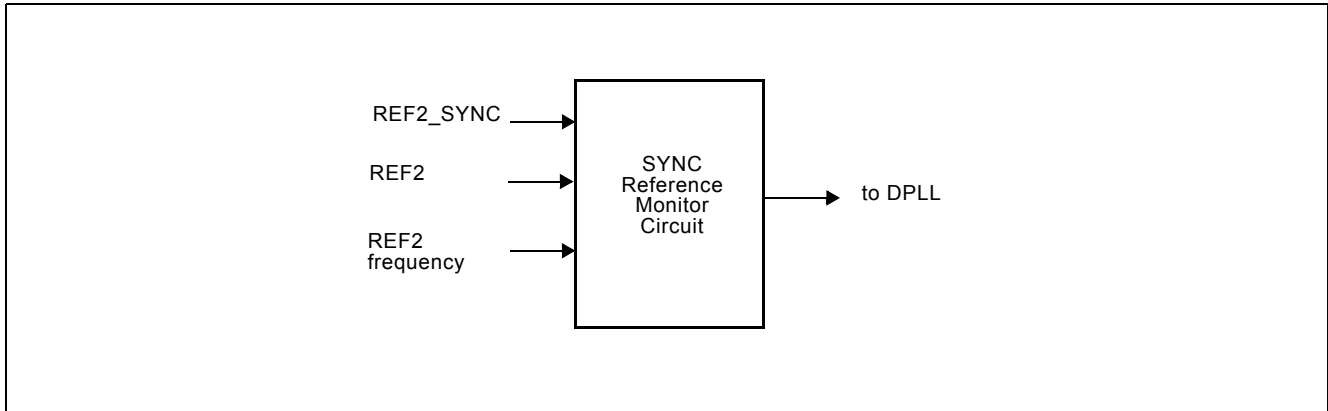 REF2_SYNC
REF2
REF2
frequency
SYNC
Reference
Monitor
Circuit
to DPLL